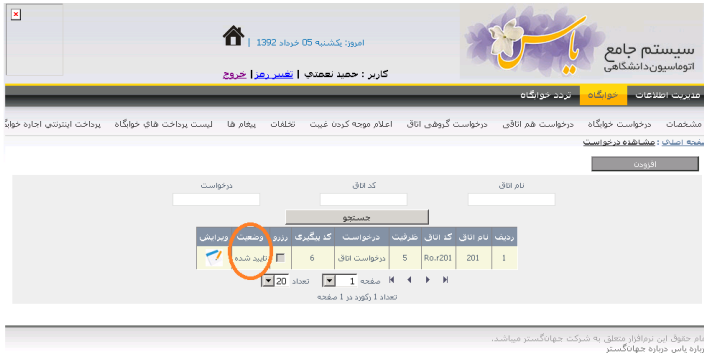 امروز: یکشنبه 05 خرداد 1392 |
یاس
سیستم جامع
اتوماسیون دانشگاهی
کاربر : حمید نعمتی | تغییر رمز | خروج
مدیریت اطلاعات خوابگاه تردد خوابگاه
مشخصات درخواست خوابگاه درخواست هم اتاقی درخواست گروهی اتاق اعلام موجه کردن غیبت تخلفات پیغام ها لیست پرداخت های خوابگاه پرداخت اینترنتی اجاره
صفحه اصلی : مشاهده درخواست
افزودن
نام اتاق کد اتاق درخواست
جستجو
ردیف نام اتاق کد اتاق ظرفیت درخواست کد پیگیری رزرو وضعیت ویرایش
1 201 Ro.r201 5 درخواست اتاق 6 تایید شده
صفحه 1 تعداد 20
تعداد 1 رکورد در 1 صفحه
حقوق این نرم‌افزار متعلق به شرکت جهان‌گستر میباشد.
درباره یاس درباره جهان‌گستر